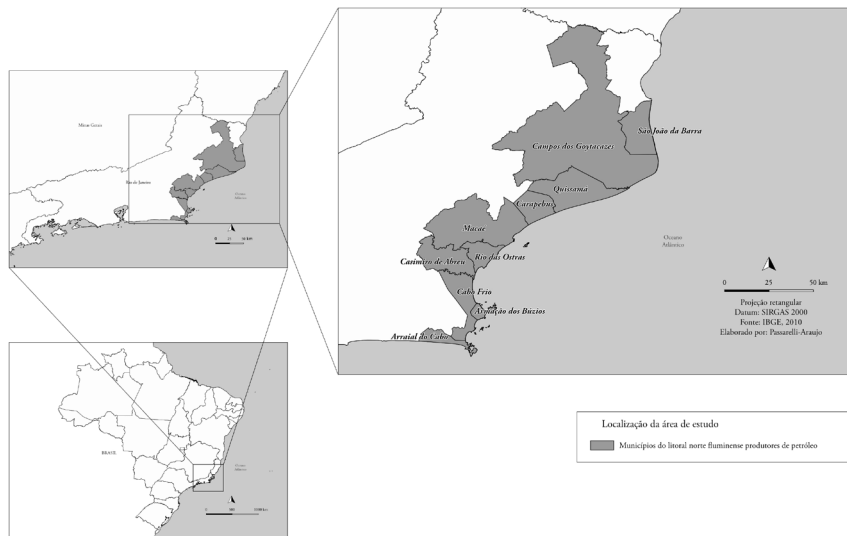 Minas Gerais
Rio de Janeiro
Oceano
Atlântico
BRASIL
Oceano
Atlântico
São João da Barra
Campos dos Goytacazes
Quissama
Carapebus
Macae
Rio das Ostras
Casimiro de Abreu
Cabo Frio
Armação dos Búzios
Arraial do Cabo
Oceano
Atlântico
0 25 50 km
Projeção retangular
Datum: SIRGAS 2000
Fonte: IBGE, 2010
Elaborado por: Passarelli-Araujo
Localização da área de estudo
Municípios do litoral norte fluminense produtores de petróleo